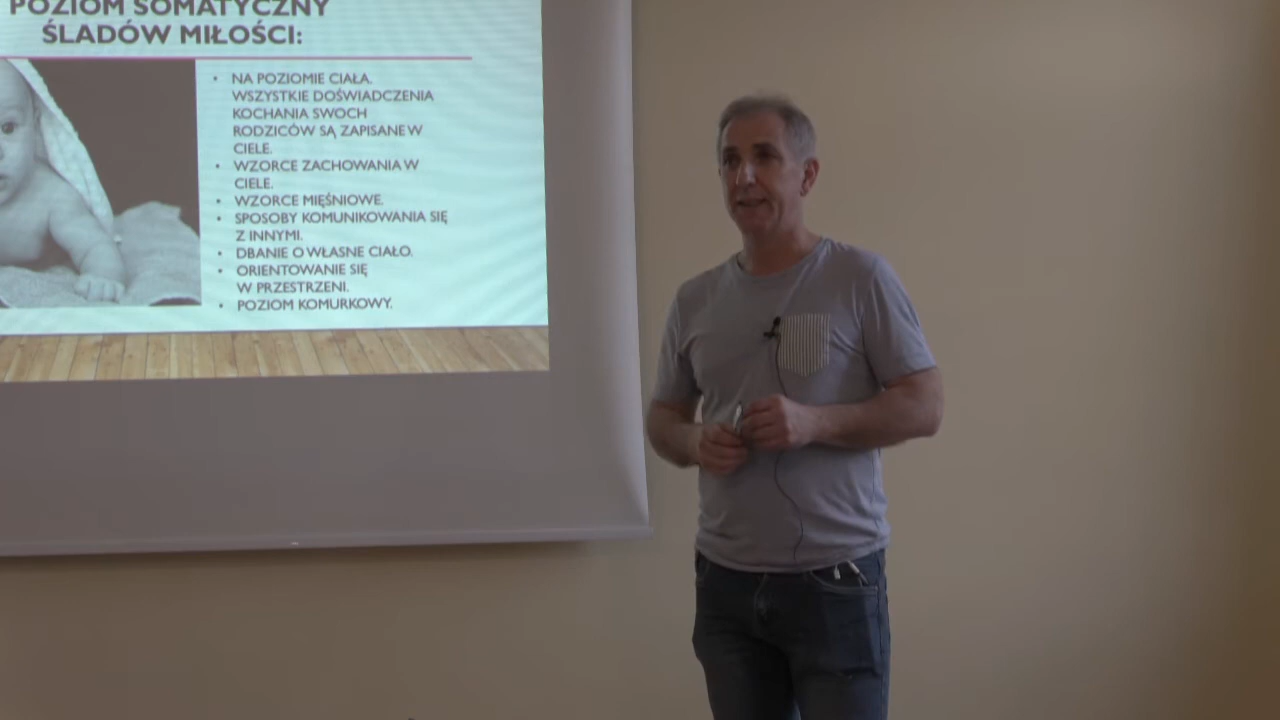 POZIOM SOMATYCZNY
ŚLADÓW MIŁOŚCI:
• NA POZIOMIE CIAŁA.
WSZYSTKIE DOŚWIADCZENIA
KOCHANIA SWOCH
RODZICÓW SĄ ZAPISANE W
CIELE.
• WZORCE ZACHOWANIA W
CIELE.
• WZORCE MIĘŚNIOWE.
• SPOSOBY KOMUNIKOWANIA SIĘ
Z INNYMI.
• DBANIE O WŁASNE CIAŁO.
• ORIENTOWANIE SIĘ
W PRZESTRZENI.
• POZIOM KOMURKOWY.